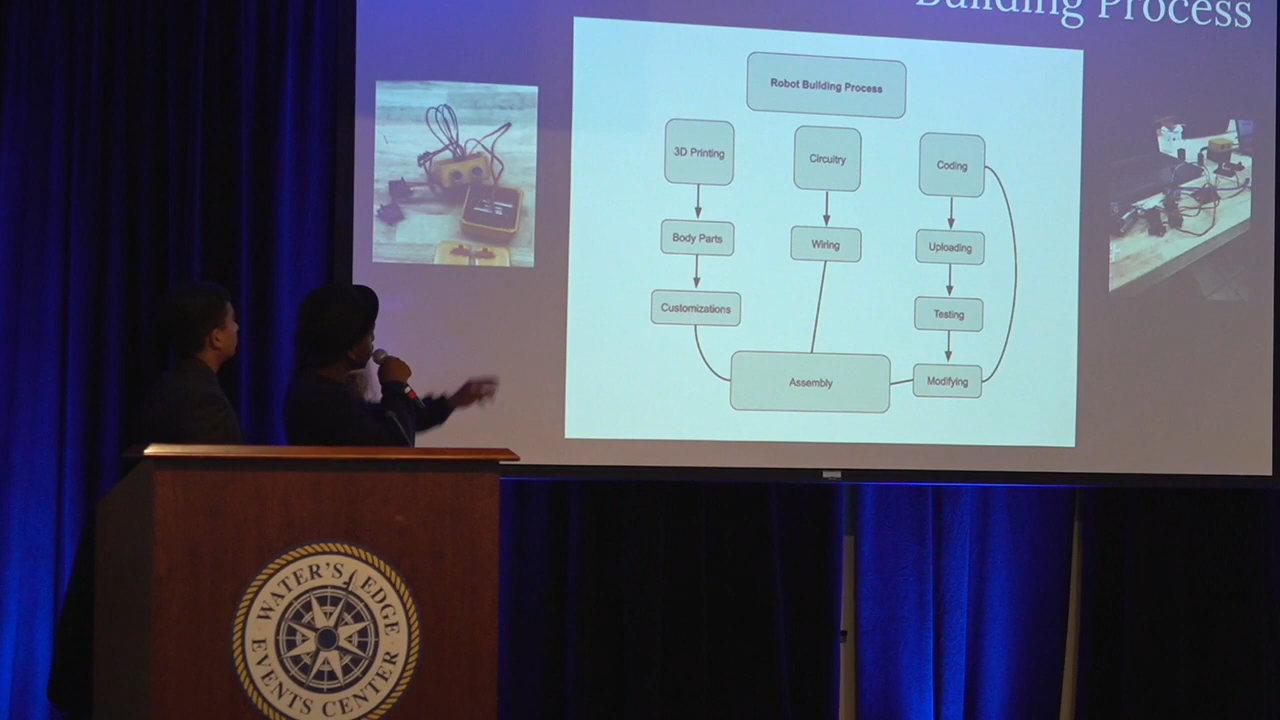 Building Process
Robot Building Process
3D Printing
Circuitry
Coding
Body Parts
Wiring
Uploading
Customizations
Testing
Assembly
Modifying
WATER'S EDGE
EVENTS CENTER